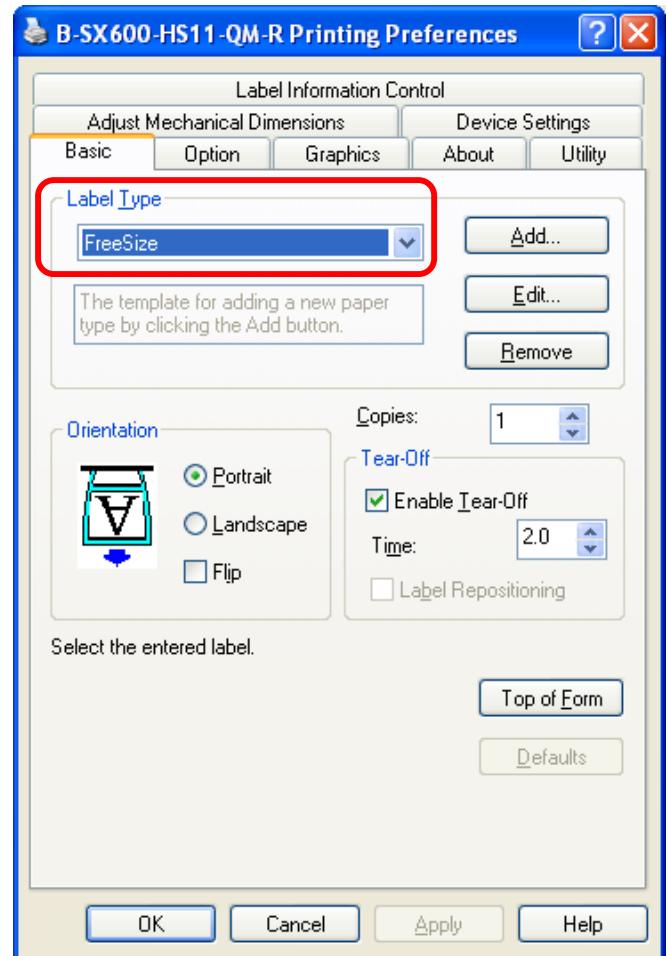 B-SX600-HS11-QM-R Printing Preferences
Label Information Control
Adjust Mechanical Dimensions Device Settings
Basic Option Graphics About Utility
Label Type
FreeSize
Add...
The template for adding a new paper
type by clicking the Add button.
Edit...
Remove
Orientation
Portrait
Landscape
Flip
Copies: 1
Tear-Off
Enable Tear-Off
Time: 2.0
Label Repositioning
Select the entered label.
Top of Form
Defaults
OK Cancel Apply Help